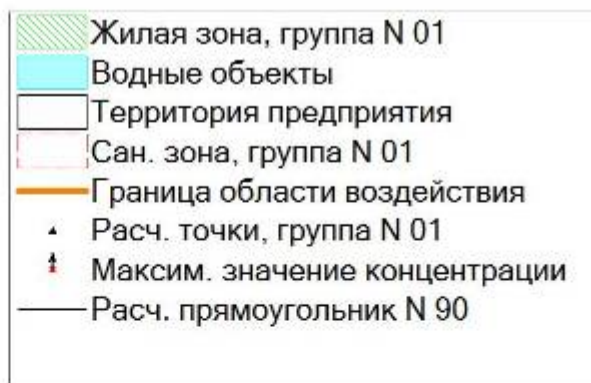 Жилая зона, группа N 01
Водные объекты
Территория предприятия
Сан. зона, группа N 01
Граница области воздействия
Расч. точки, группа N 01
Максим. значение концентрации
Расч. прямоугольник N 90